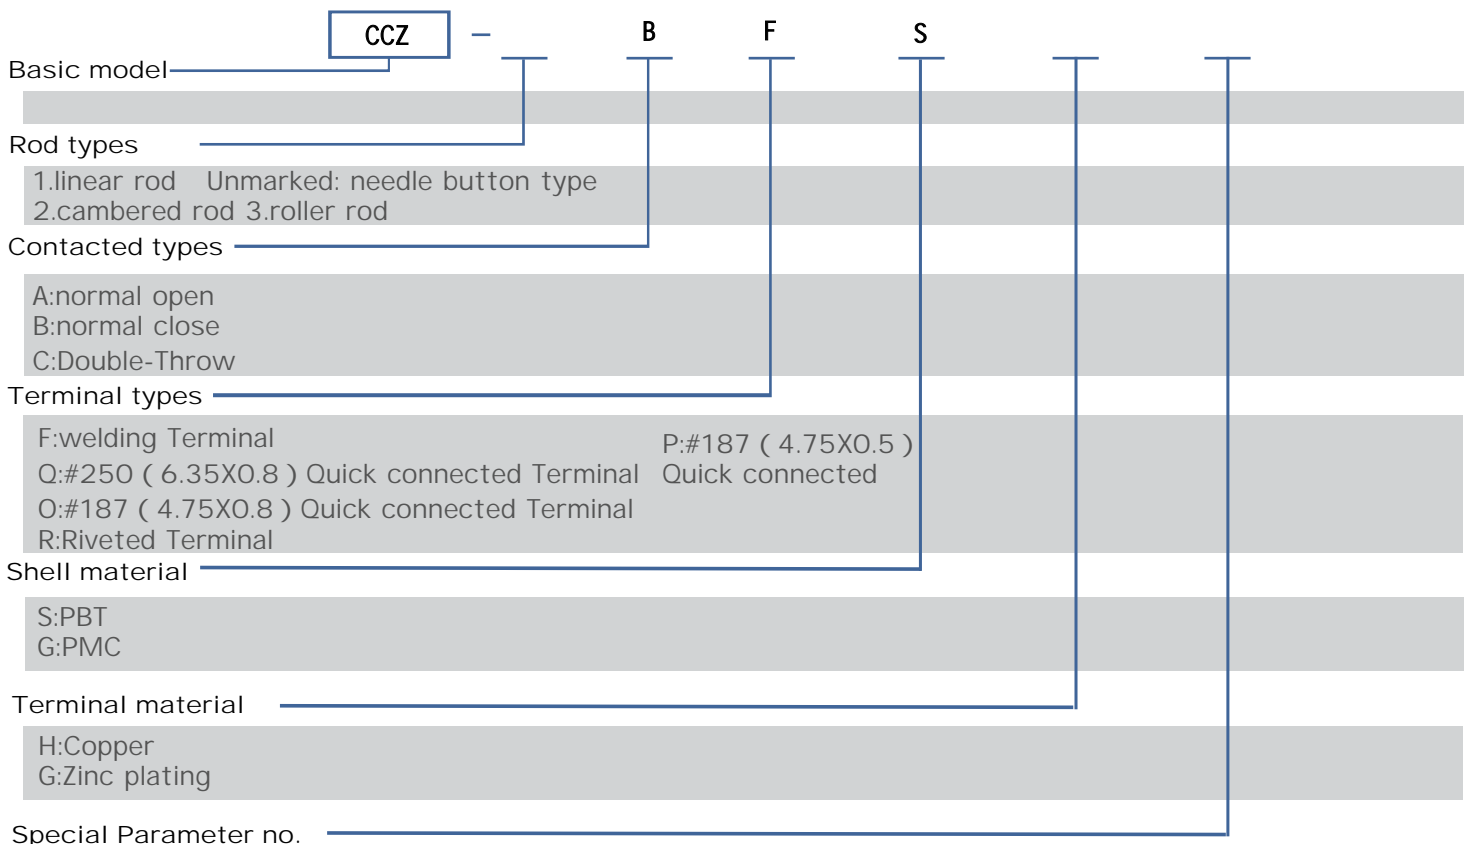 CCZ – B F S
Basic model
Rod types
1.linear rod Unmarked: needle button type
2.cambered rod 3.roller rod
Contacted types
A:normal open
B:normal close
C:Double-Throw
Terminal types
F:welding Terminal
P:#187 ( 4.75X0.5 )
Q:#250 ( 6.35X0.8 ) Quick connected Terminal Quick connected
O:#187 ( 4.75X0.8 ) Quick connected Terminal
R:Riveted Terminal
Shell material
S:PBT
G:PMC
Terminal material
H:Copper
G:Zinc plating
Special Parameter no.